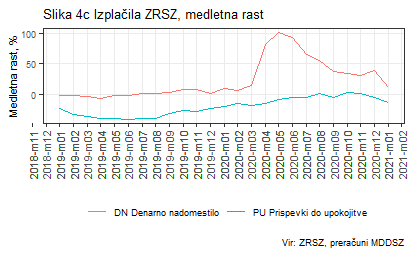 Slika 4c Izplačila ZRSZ, medletna rast
Medletna rast, %
100
50
0
2018-m11
2018-m12
2019-m01
2019-m02
2019-m03
2019-m04
2019-m05
2019-m06
2019-m07
2019-m08
2019-m09
2019-m10
2019-m11
2019-m12
2020-m01
2020-m02
2020-m03
2020-m04
2020-m05
2020-m06
2020-m07
2020-m08
2020-m09
2020-m10
2020-m11
2020-m12
2021-m01
2021-m02
DN Denarno nadomestilo
PU Prispevki do upokojitve
Vir: ZRSZ, preračuni MDDSZ